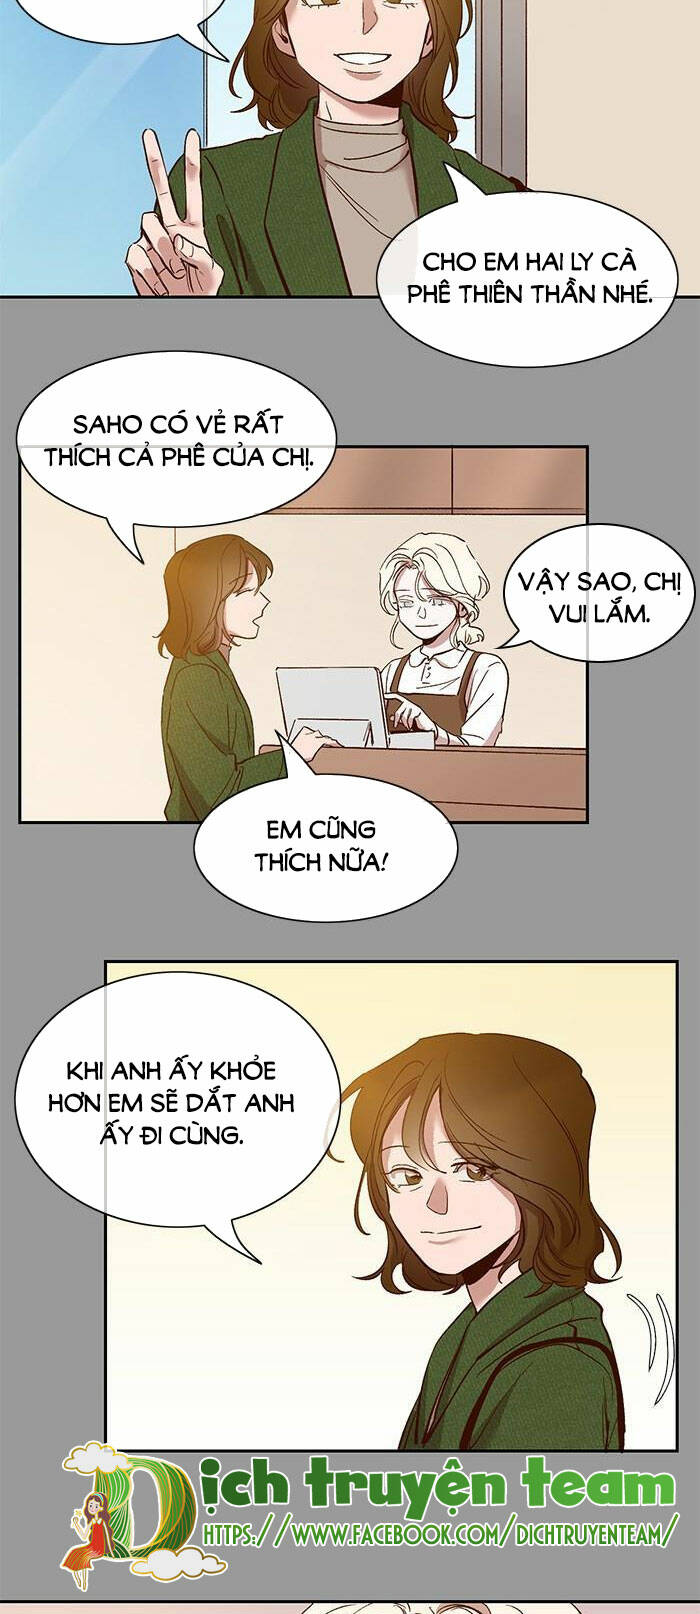 CHO EM HAI LY CÀ
PHÊ THIÊN THẦN NHÉ.
SAHO CÓ VẺ RẤT
THÍCH CẢ PHÊ CỦA CHỊ.
VẬY SAO, CHỊ
VUI LẮM.
EM CŨNG
THÍCH NỮA!
KHI ANH ẤY KHỎE
HƠN EM SẼ DẮT ANH
ẤY ĐI CÙNG.
Dịch truyện team
HTTPS://WWW.FACEBOOK.COM/DICHTRUYENTEAM/